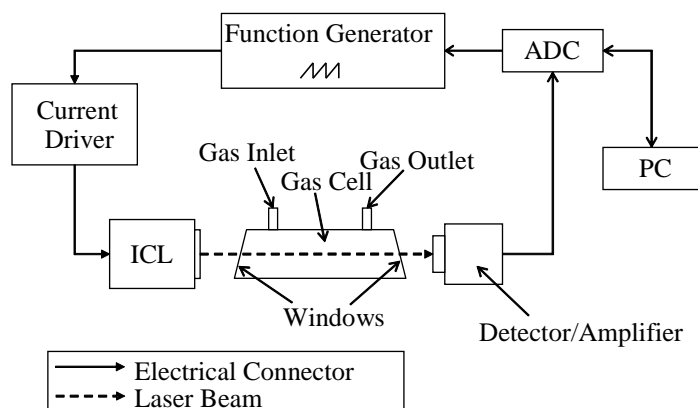 Function Generator
ADC
Current
Driver
PC
Gas Inlet
Gas Outlet
Gas Cell
ICL
Windows
Detector/Amplifier
Electrical Connector
Laser Beam